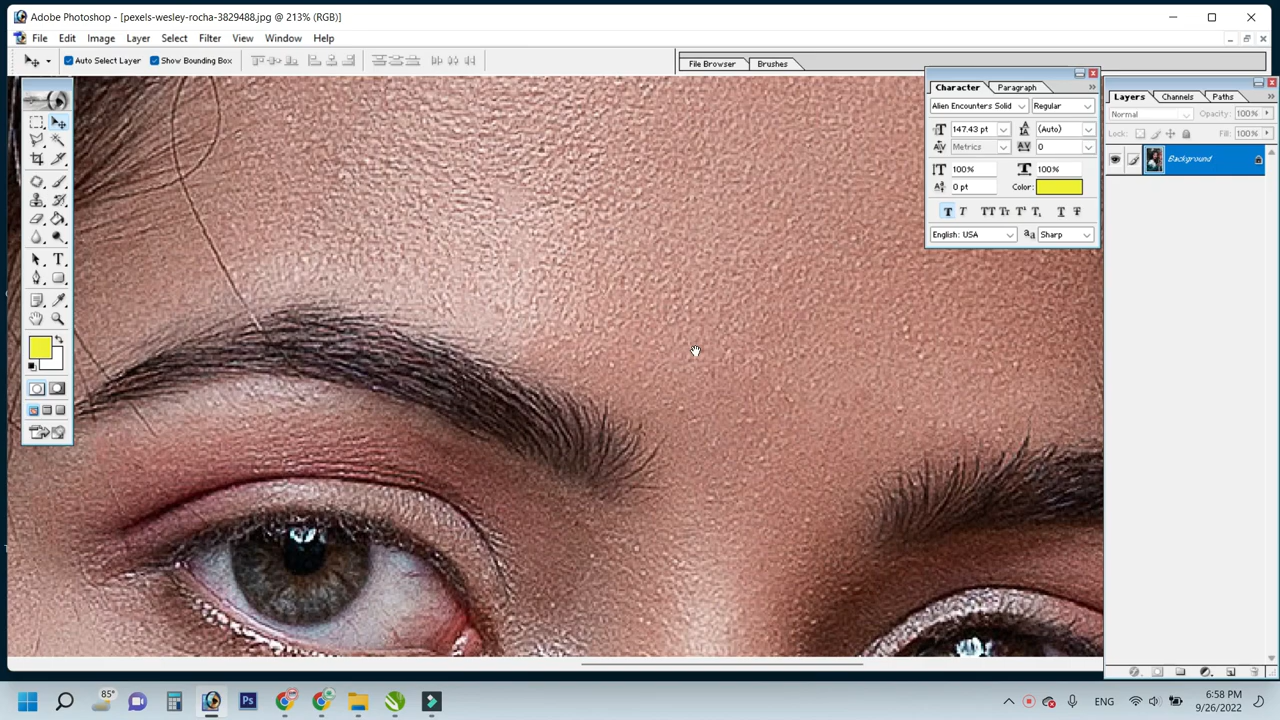 Adobe Photoshop - [pexels-wesley-rocha-3829488.jpg @ 213% (RGB)]
File Edit Image Layer Select Filter View Window Help
Auto Select Layer Show Bounding Box
File Browser Brushes
Character Paragraph
Alien Encounters Solid Regular
147.43 pt (Auto)
Metrics 0
100% 100%
0 pt Color:
English: USA Sharp
Layers Channels Paths
Normal Opacity: 100%
Lock: Fill: 100%
Background
85°
ENG
6:58 PM
9/26/2022